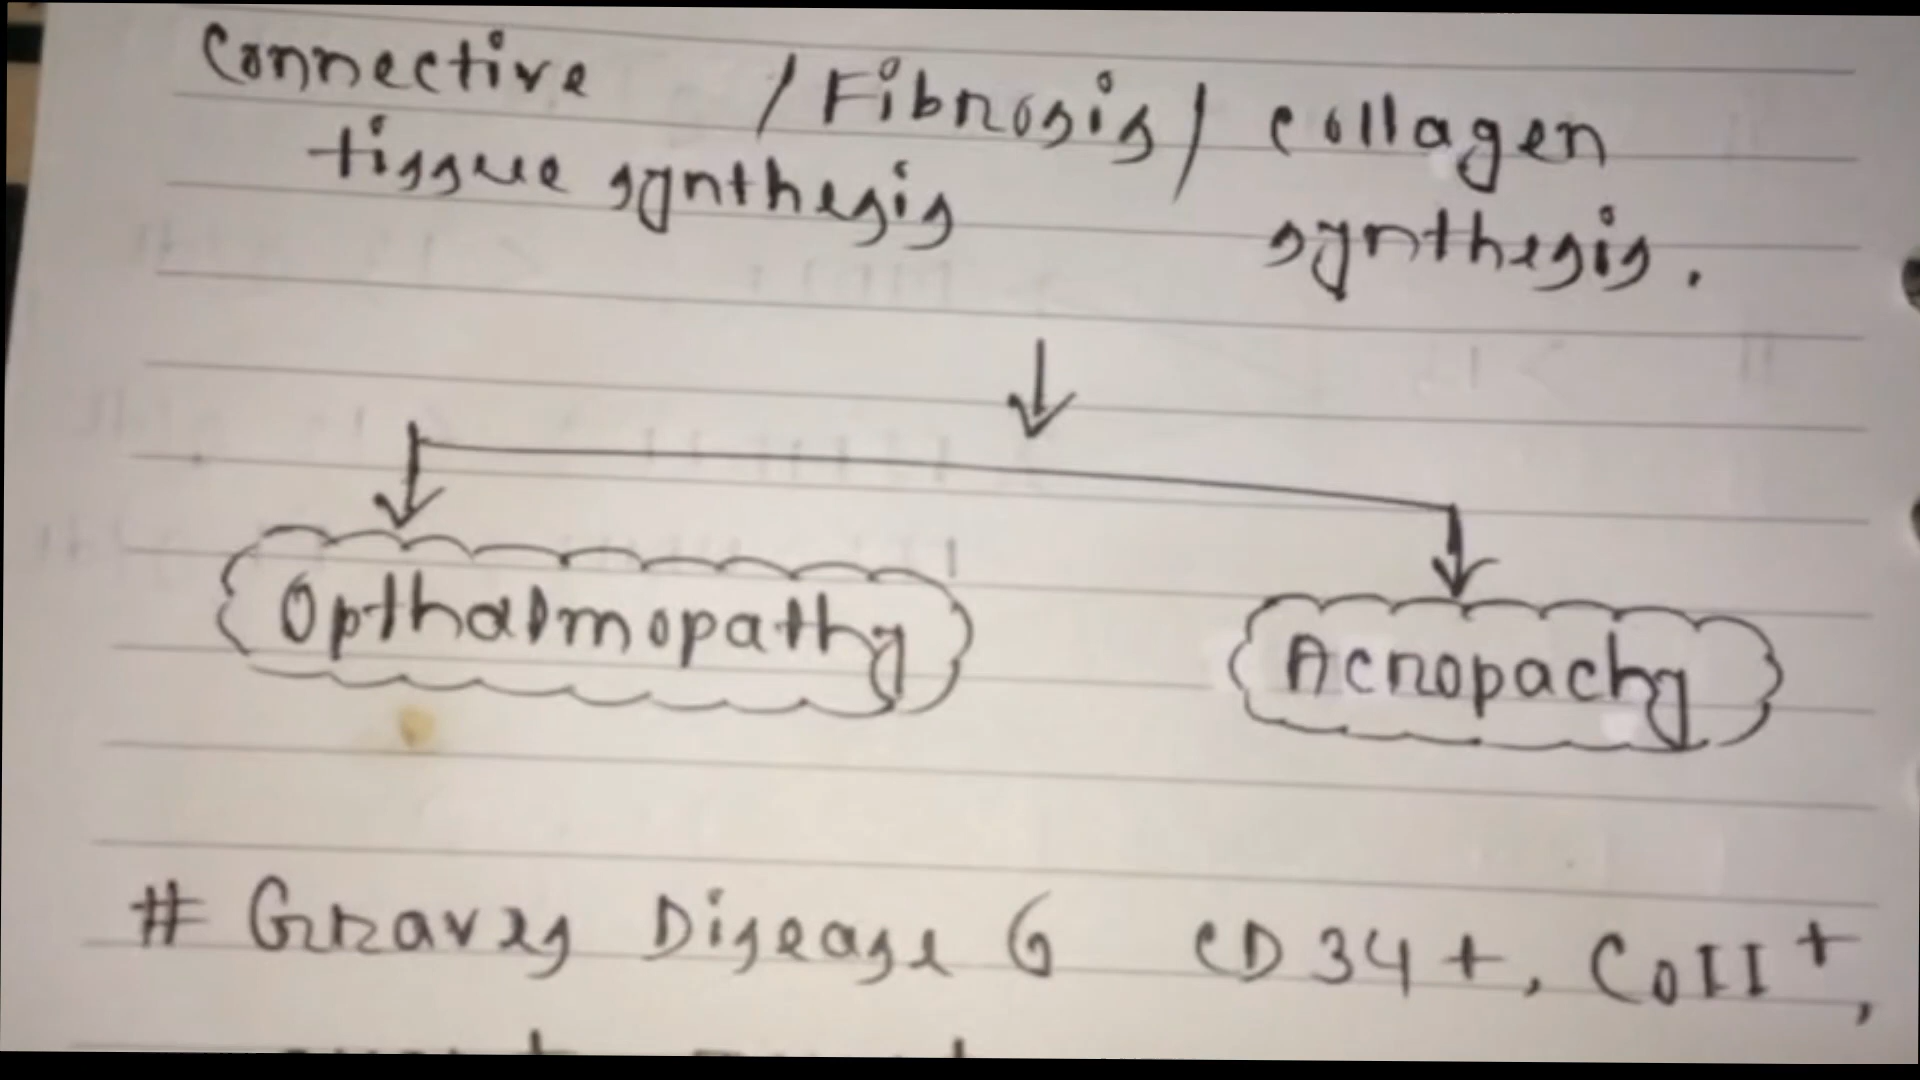 Connective / Fibrosis / collagen
tissue synthesis synthesis.
Opthalmopathy Acropachy
# Graves Disease G CD34+, Col1+,